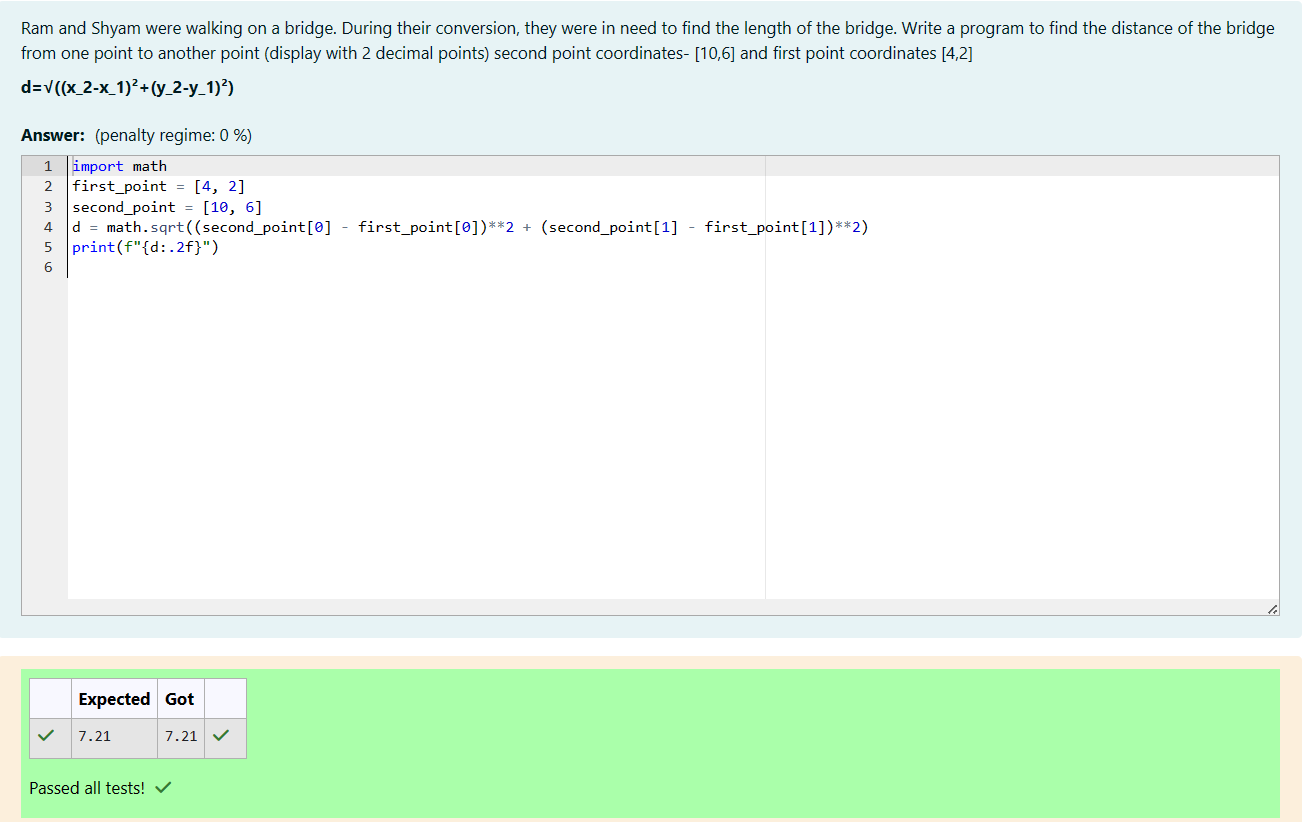 Ram and Shyam were walking on a bridge. During their conversion, they were in need to find the length of the bridge. Write a program to find the distance of the bridge
from one point to another point (display with 2 decimal points) second point coordinates- [10,6] and first point coordinates [4,2]
d=√((x_2-x_1)²+(y_2-y_1)²)
Answer: (penalty regime: 0 %)
1 import math
2 first_point = [4, 2]
3 second_point = [10, 6]
4 d = math.sqrt((second_point[0] - first_point[0])**2 + (second_point[1] - first_point[1])**2)
5 print(f"{d:.2f}")
6
Expected Got
7.21 7.21
Passed all tests!